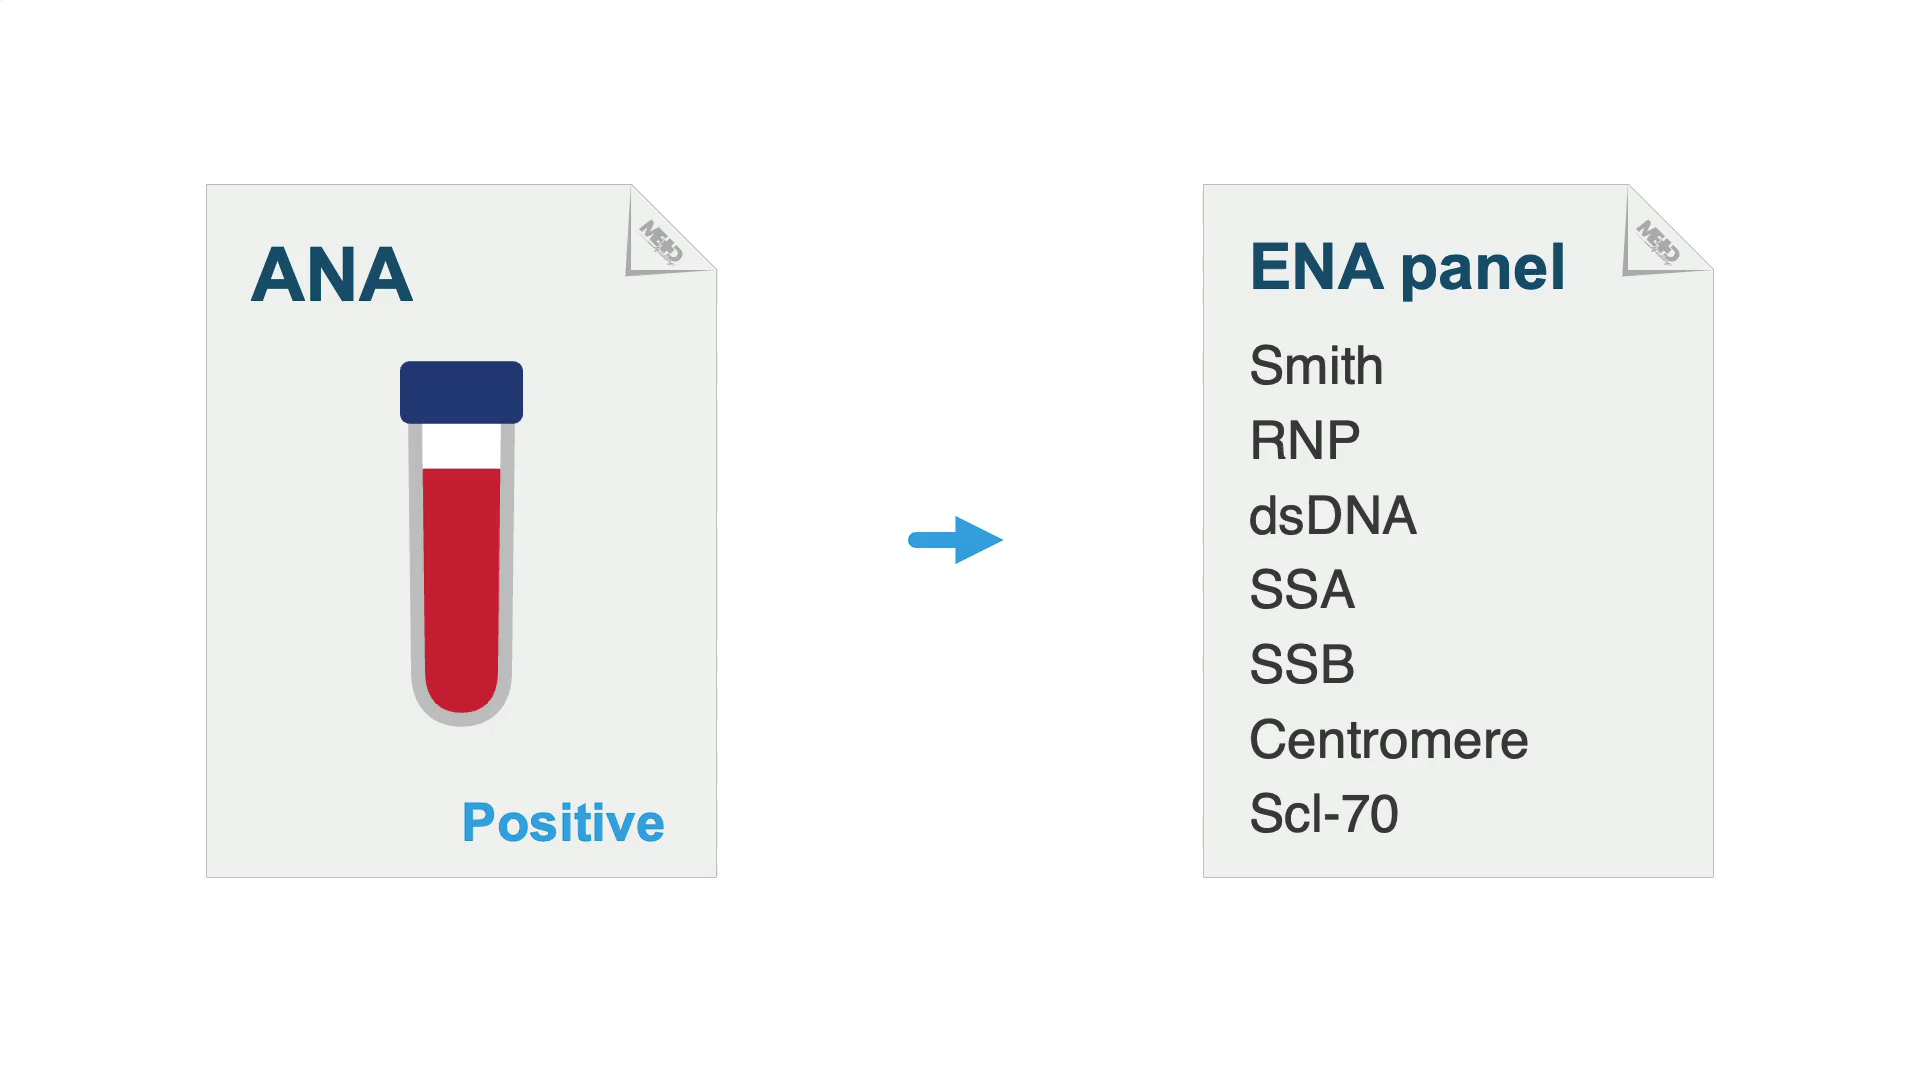 ANA
Positive
ENA panel
Smith
RNP
dsDNA
SSA
SSB
Centromere
Scl-70